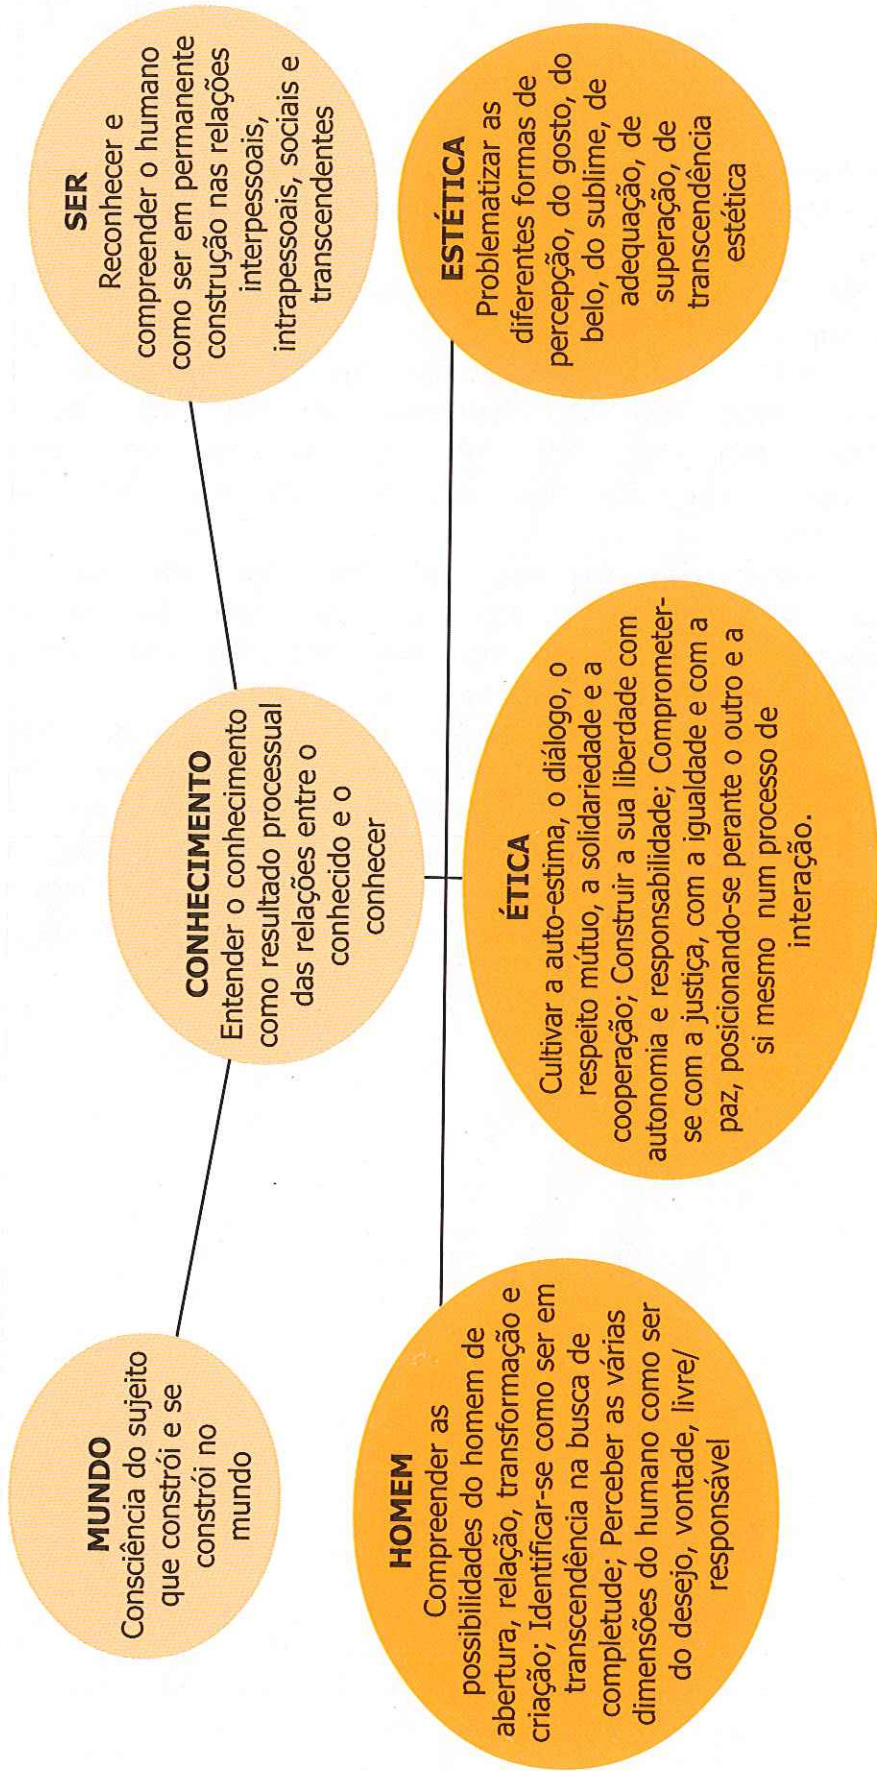 MUNDO
Consciência do sujeito
que constrói e se
constrói no
mundo
CONHECIMENTO
Entender o conhecimento
como resultado processual
das relações entre o
conhecido e o
conhecer
SER
Reconhecer e
compreender o humano
como ser em permanente
construção nas relações
interpessoais,
intrapessoais, sociais e
transcendentes
HOMEM
Compreender as
possibilidades do homem de
abertura, relação, transformação e
criação; Identificar-se como ser em
transcendência na busca de
completude; Perceber as várias
dimensões do humano como ser
do desejo, vontade, livre/
responsável
ÉTICA
Cultivar a auto-estima, o diálogo, o
respeito mútuo, a solidariedade e a
cooperação; Construir a sua liberdade com
autonomia e responsabilidade; Comprometer-
se com a justiça, com a igualdade e com a
paz, posicionando-se perante o outro e a
si mesmo num processo de
interação.
ESTÉTICA
Problematizar as
diferentes formas de
percepção, do gosto, do
belo, do sublime, de
adequação, de
superação, de
transcendência
estética